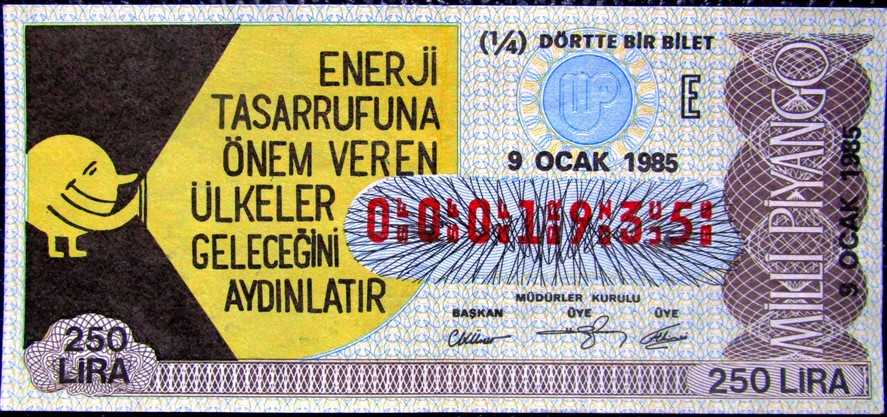 ENERJİ
TASARRUFUNA
ÖNEM VEREN
ÜLKELER
GELECEĞİNİ
AYDINLATIR
250
LİRA
(¼) DÖRTTE BİR BİLET
E
9 OCAK 1985
0001935
MÜDÜRLER KURULU
BAŞKAN ÜYE ÜYE
250 LİRA
MİLLİ PİYANGO
9 OCAK 1985